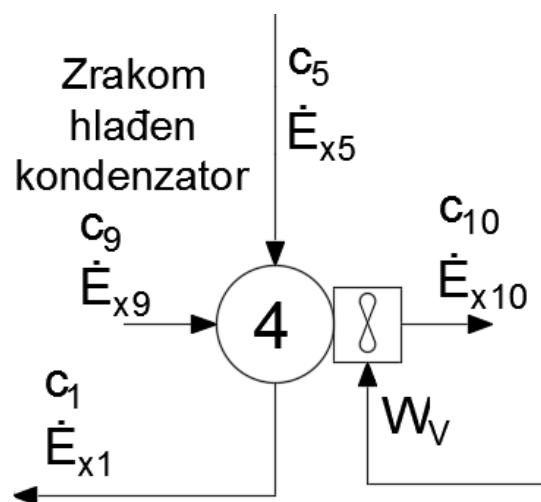 Zrakom
hlađen
kondenzator
c5
Ėx5
c9
Ėx9
c10
Ėx10
4
c1
Ėx1
WV